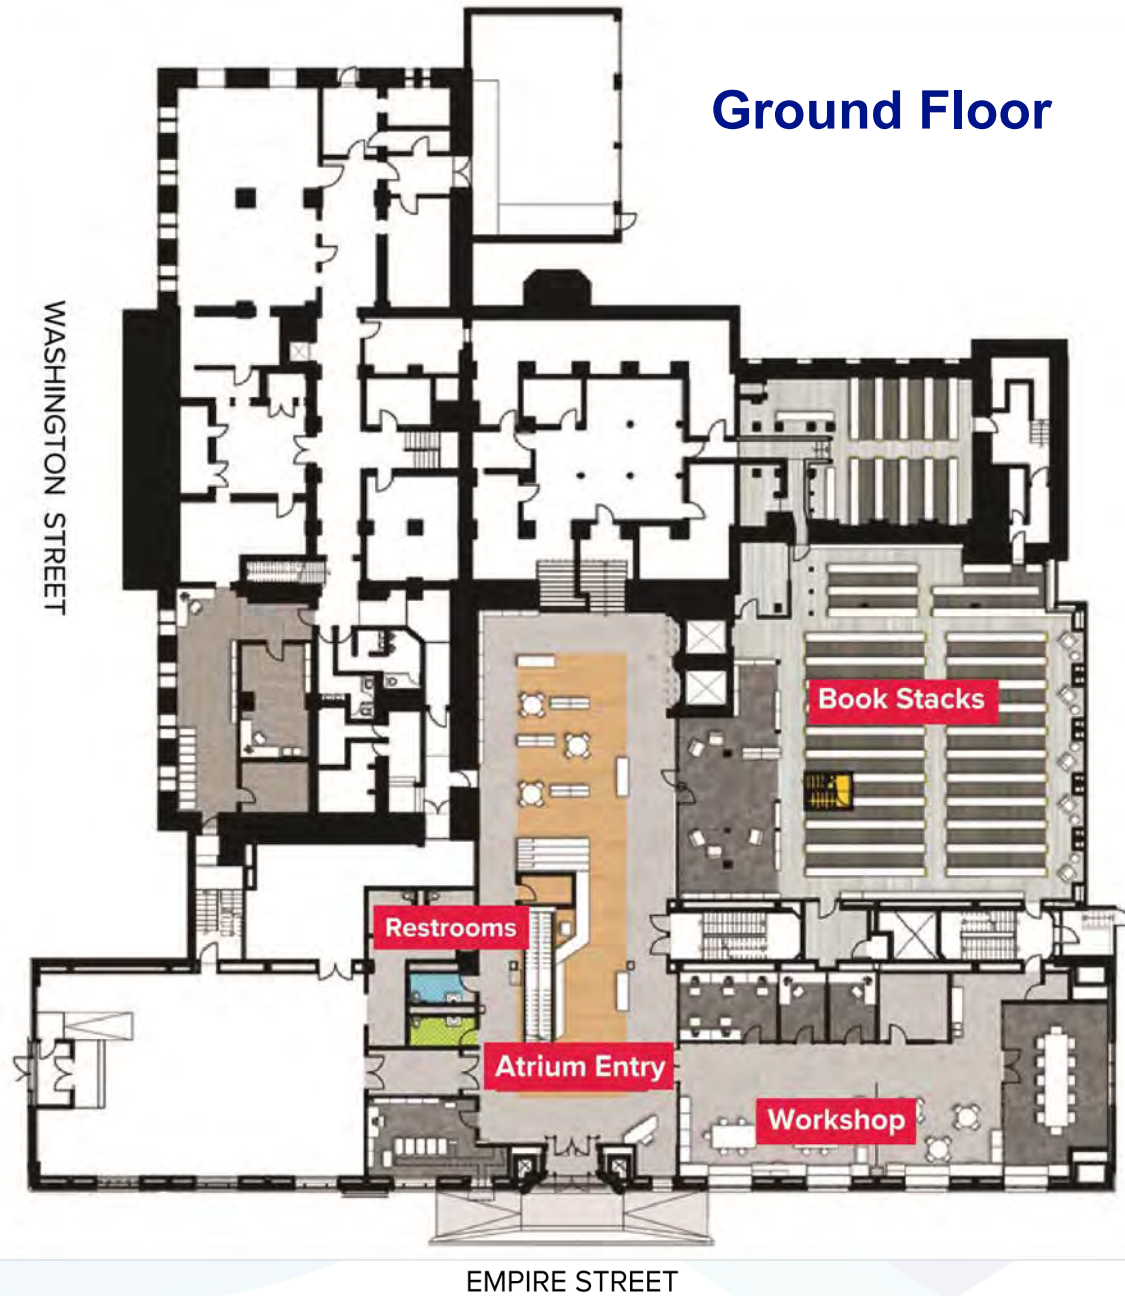 Ground Floor
WASHINGTON STREET
Book Stacks
Restrooms
Atrium Entry
Workshop
EMPIRE STREET